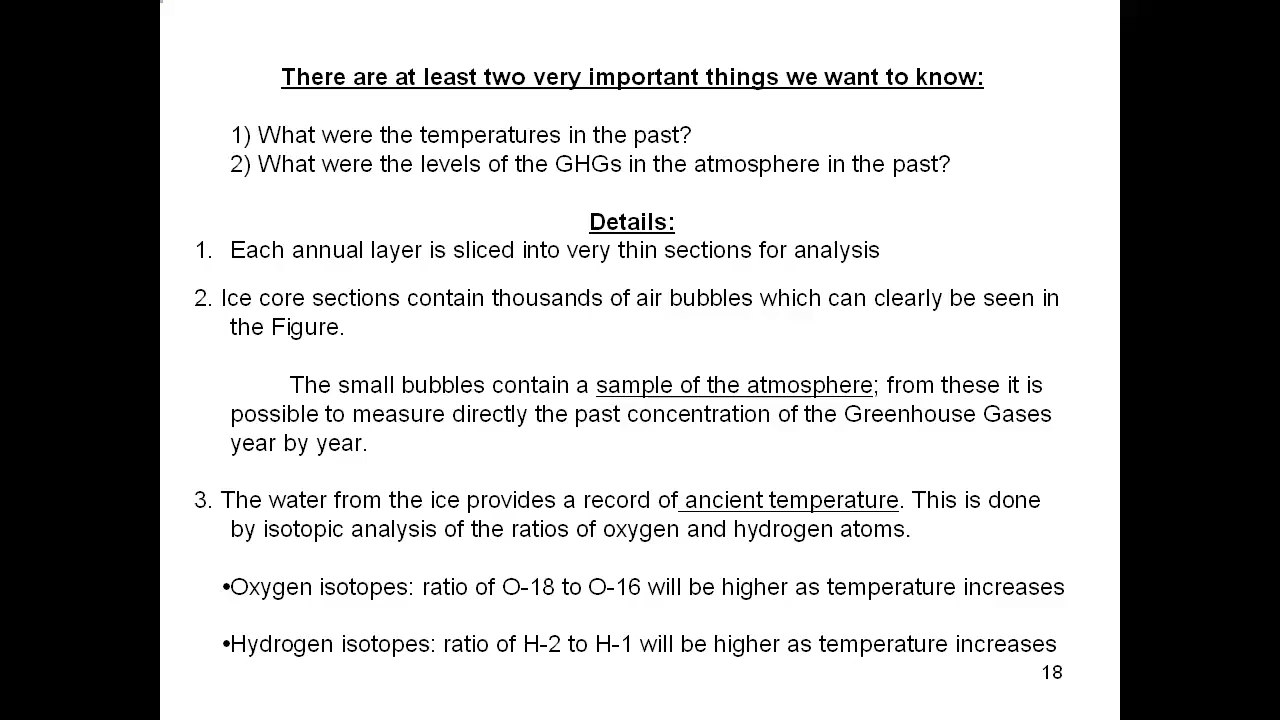 There are at least two very important things we want to know:
1) What were the temperatures in the past?
2) What were the levels of the GHGs in the atmosphere in the past?
Details:
1. Each annual layer is sliced into very thin sections for analysis
2. Ice core sections contain thousands of air bubbles which can clearly be seen in
the Figure.
The small bubbles contain a sample of the atmosphere; from these it is
possible to measure directly the past concentration of the Greenhouse Gases
year by year.
3. The water from the ice provides a record of ancient temperature. This is done
by isotopic analysis of the ratios of oxygen and hydrogen atoms.
•Oxygen isotopes: ratio of O-18 to O-16 will be higher as temperature increases
•Hydrogen isotopes: ratio of H-2 to H-1 will be higher as temperature increases
18